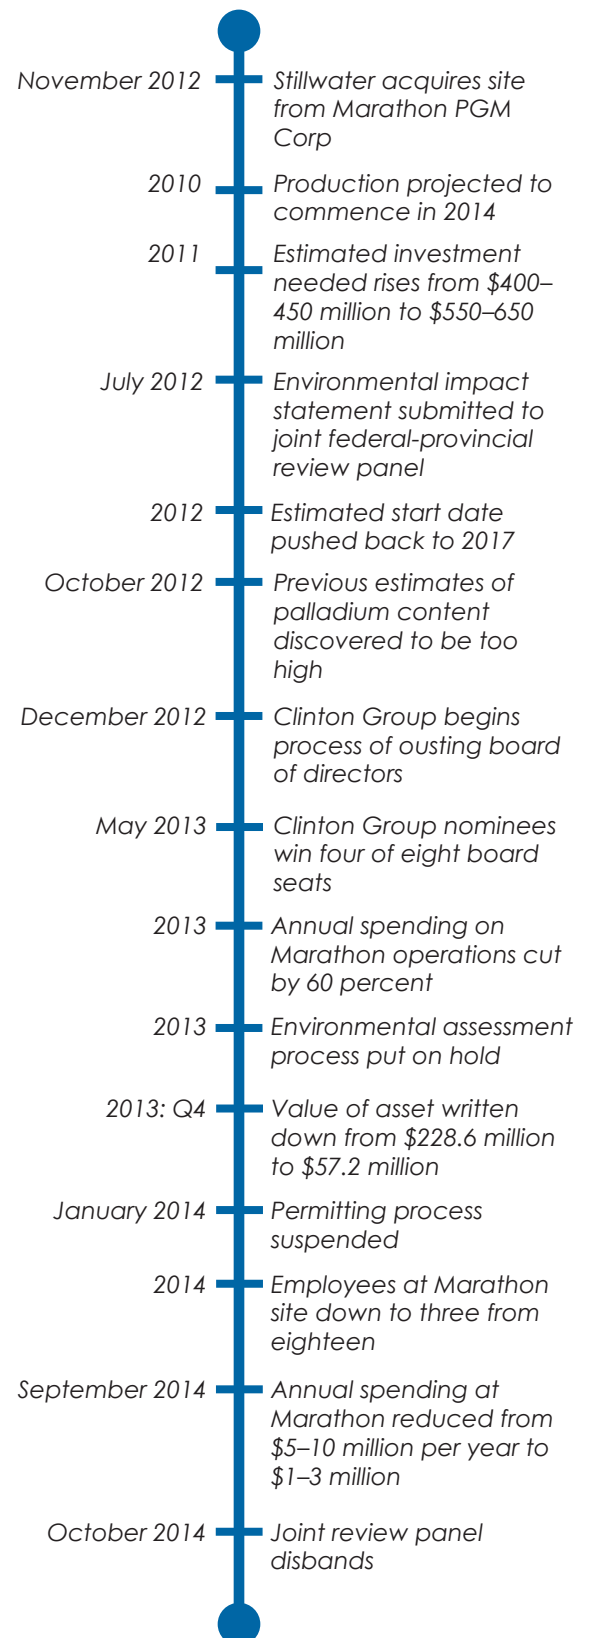 November 2012
Stillwater acquires site
from Marathon PGM
Corp
2010
Production projected to
commence in 2014
2011
Estimated investment
needed rises from $400–
450 million to $550–650
million
July 2012
Environmental impact
statement submitted to
joint federal-provincial
review panel
2012
Estimated start date
pushed back to 2017
October 2012
Previous estimates of
palladium content
discovered to be too
high
December 2012
Clinton Group begins
process of ousting board
of directors
May 2013
Clinton Group nominees
win four of eight board
seats
2013
Annual spending on
Marathon operations cut
by 60 percent
2013
Environmental assessment
process put on hold
2013: Q4
Value of asset written
down from $228.6 million
to $57.2 million
January 2014
Permitting process
suspended
2014
Employees at Marathon
site down to three from
eighteen
September 2014
Annual spending at
Marathon reduced from
$5–10 million per year to
$1–3 million
October 2014
Joint review panel
disbands